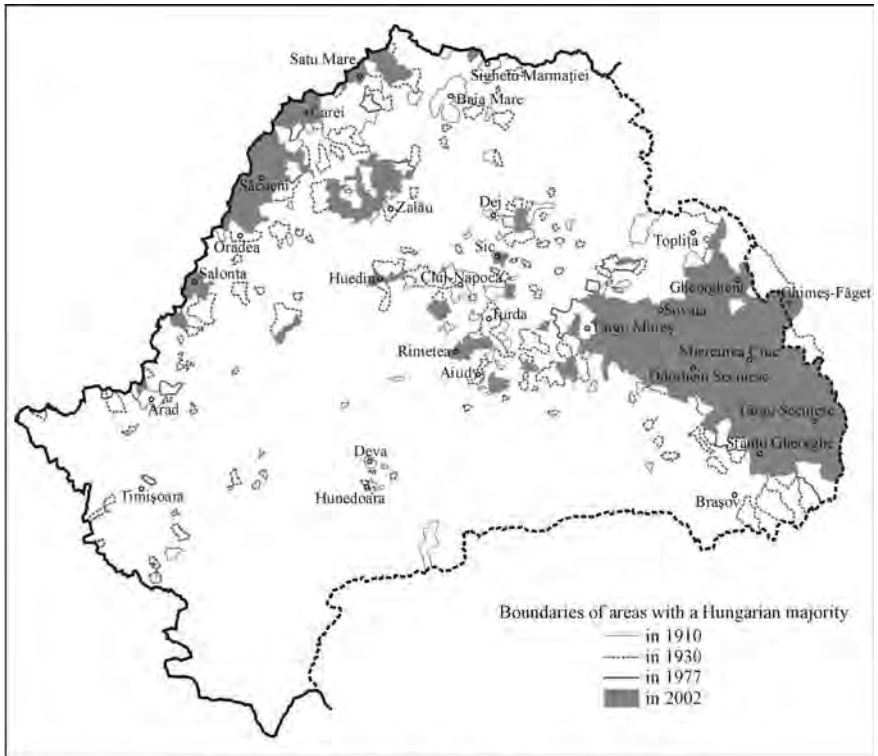 Satu Mare
Sighetu Marmației
Baia Mare
Carei
Săcueni
Zalău
Dej
Oradea
Toplița
Sic
Salonta
Huedin
Cluj-Napoca
Gheorgheni
Ghimeș-Făget
Sovata
Turda
Târgu Mureș
Rimetea
Miercurea Ciuc
Aiud
Odorheiu Secuiesc
Arad
Târgu Secuiesc
Sfântu Gheorghe
Deva
Timișoara
Hunedoara
Brașov
Boundaries of areas with a Hungarian majority
in 1910
in 1930
in 1977
in 2002